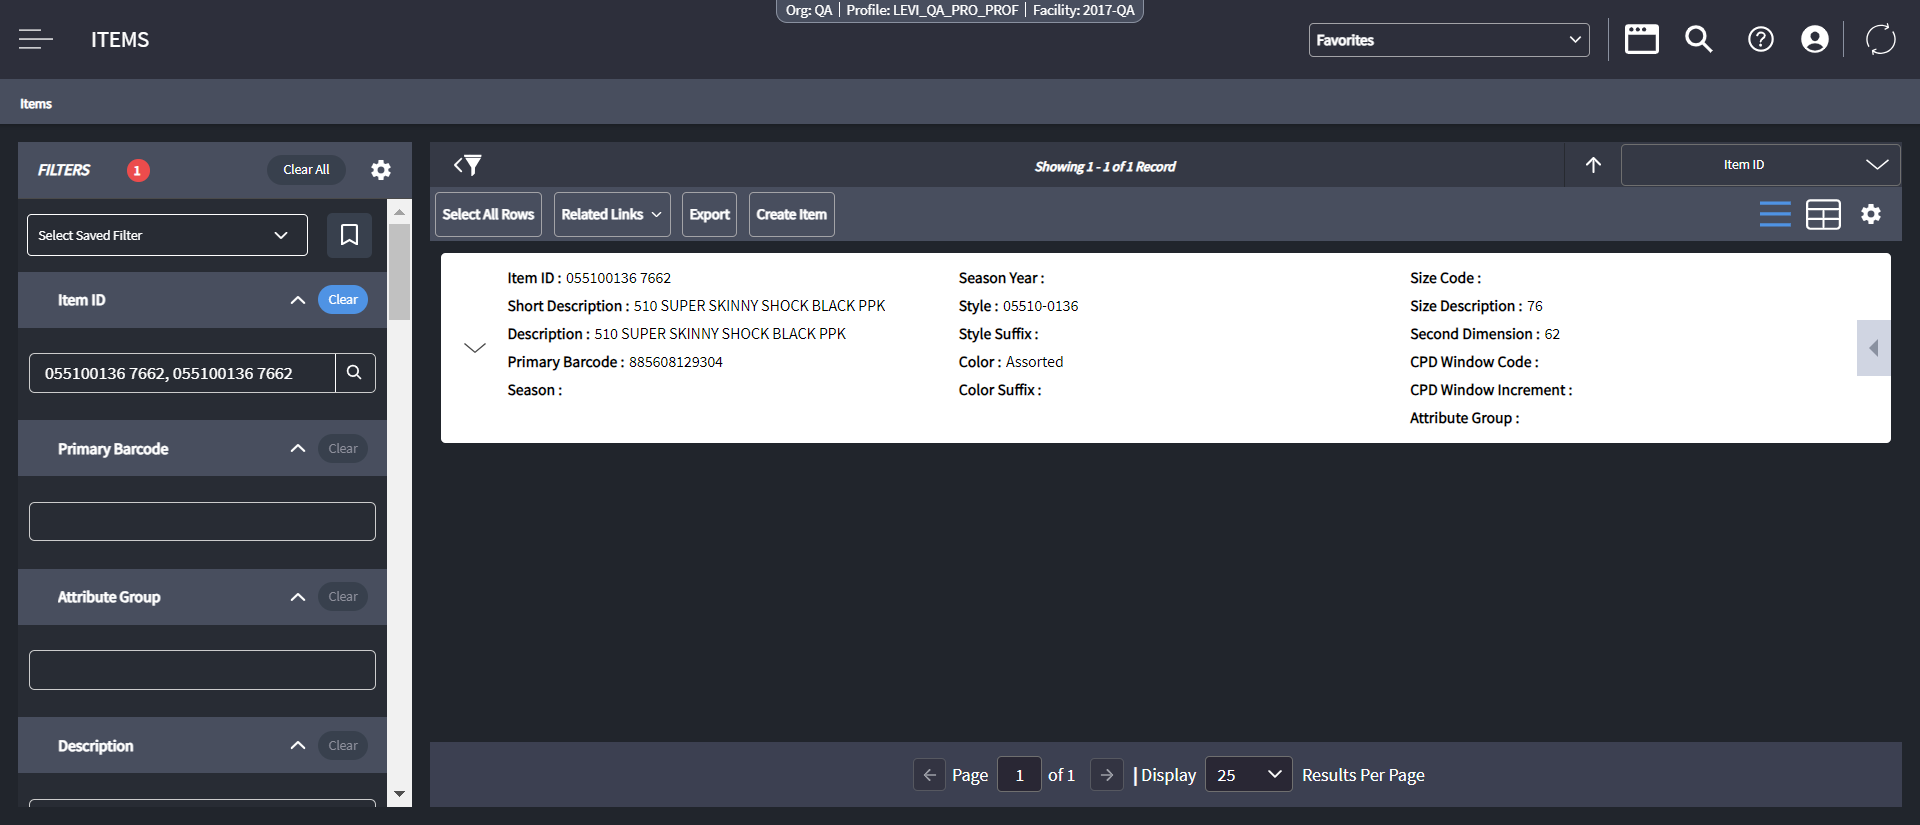 Org: QA | Profile: LEVI_QA_PRO_PROF | Facility: 2017-QA
ITEMS
Favorites
Items
FILTERS 1 Clear All
Showing 1 - 1 of 1 Record
Item ID
Select Saved Filter
Select All Rows Related Links Export Create Item
Item ID Clear
055100136 7662, 055100136 7662
Primary Barcode Clear
Attribute Group Clear
Description Clear
Item ID : 055100136 7662
Short Description : 510 SUPER SKINNY SHOCK BLACK PPK
Description : 510 SUPER SKINNY SHOCK BLACK PPK
Primary Barcode : 885608129304
Season :
Season Year :
Style : 05510-0136
Style Suffix :
Color : Assorted
Color Suffix :
Size Code :
Size Description : 76
Second Dimension : 62
CPD Window Code :
CPD Window Increment :
Attribute Group :
Page 1 of 1 | Display 25 Results Per Page